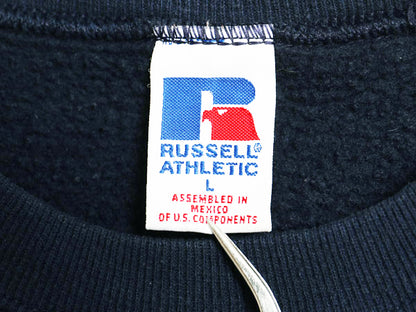 R
RUSSELL®
ATHLETIC
L
ASSEMBLED IN
MEXICO
OF U.S. COMPONENTS